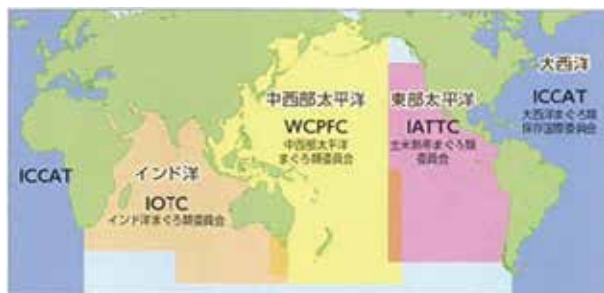 ICCAT
インド洋
IOTC
インド洋まぐろ類委員会
中西部太平洋
WCPFC
中西部太平洋
まぐろ類委員会
東部太平洋
IATTC
全米熱帯まぐろ類
委員会
大西洋
ICCAT
大西洋まぐろ類
保存国際委員会